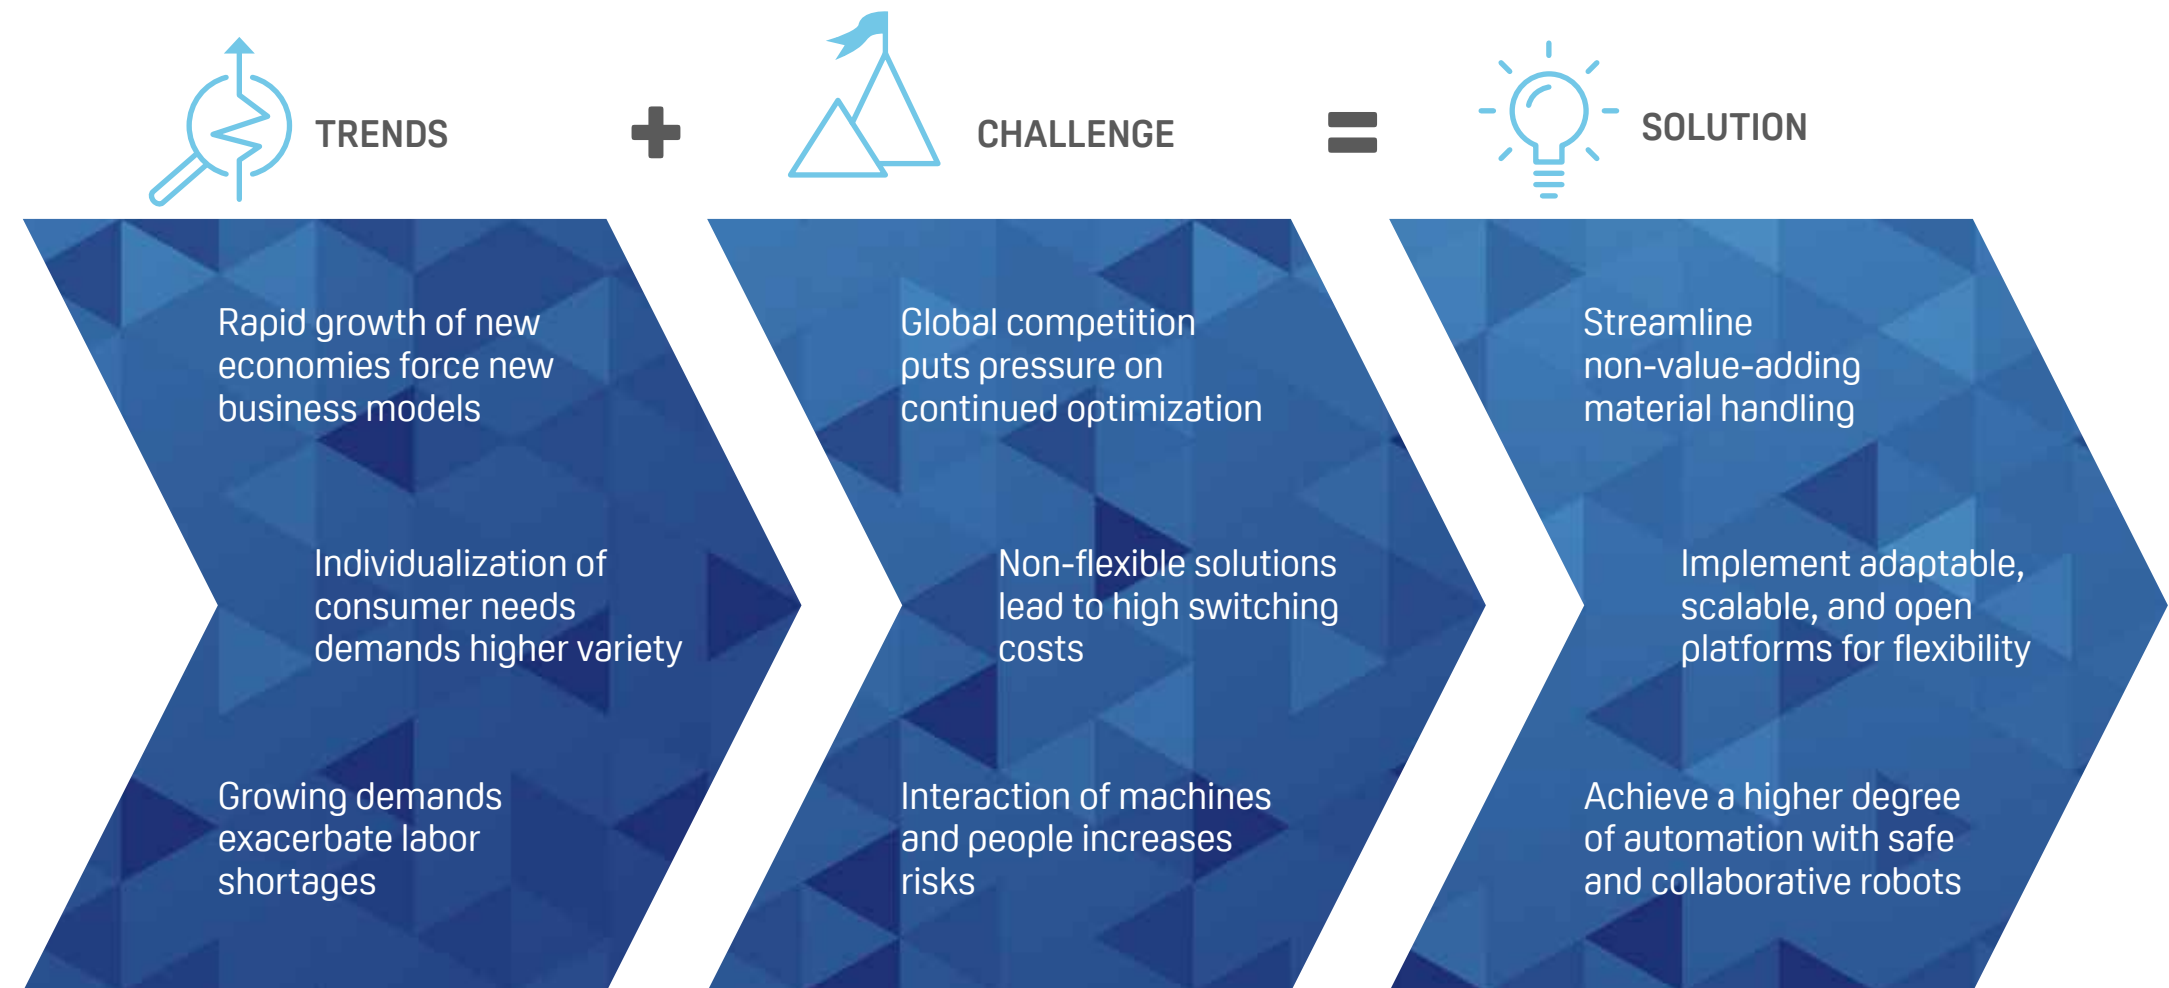 TRENDS
CHALLENGE
SOLUTION
Rapid growth of new
economies force new
business models
Individualization of
consumer needs
demands higher variety
Growing demands
exacerbate labor
shortages
Global competition
puts pressure on
continued optimization
Non-flexible solutions
lead to high switching
costs
Interaction of machines
and people increases
risks
Streamline
non-value-adding
material handling
Implement adaptable,
scalable, and open
platforms for flexibility
Achieve a higher degree
of automation with safe
and collaborative robots